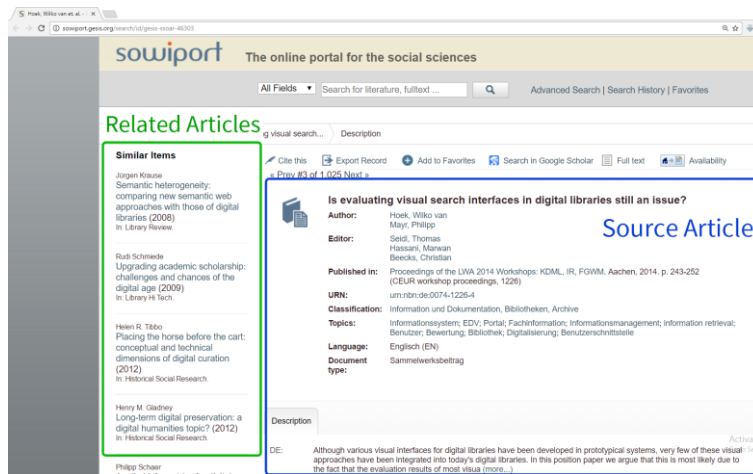 Hoek, Wilko van et. al. -
sowiport.gesis.org/search/id/gesis-ssoar-46303
sowiport
The online portal for the social sciences
All Fields
Search for literature, fulltext ...
Advanced Search | Search History | Favorites
Related Articles
g visual search...
Description
Similar Items
Jürgen Krause
Semantic heterogeneity:
comparing new semantic web
approaches with those of digital
libraries (2008)
In: Library Review
Rudi Schmiede
Upgrading academic scholarship:
challenges and chances of the
digital age (2009)
In: Library Hi Tech
Helen R. Tibbo
Placing the horse before the cart:
conceptual and technical
dimensions of digital curation
(2012)
In: Historical Social Research
Henry M. Gladney
Long-term digital preservation: a
digital humanities topic? (2012)
In: Historical Social Research
Philipp Schaer
Cite this
Export Record
Add to Favorites
Search in Google Scholar
Full text
Availability
« Prev #3 of 1,025 Next »
Is evaluating visual search interfaces in digital libraries still an issue?
Source Article
Author: Hoek, Wilko van
Mayr, Philipp
Editor: Seidl, Thomas
Hassani, Marwan
Beecks, Christian
Published in: Proceedings of the LWA 2014 Workshops: KDML, IR, FGWM. Aachen, 2014. p. 243-252
(CEUR workshop proceedings, 1226)
URN: urn:nbn:de:0074-1226-4
Classification: Information und Dokumentation, Bibliotheken, Archive
Topics: Informationssystem; EDV; Portal; Fachinformation; Informationsmanagement; information retrieval;
Benutzer; Bewertung; Bibliothek; Digitalisierung; Benutzerschnittstelle
Language: Englisch (EN)
Document Sammelwerksbeitrag
type:
Description
DE: Although various visual interfaces for digital libraries have been developed in prototypical systems, very few of these visual
approaches have been integrated into today's digital libraries. In this position paper we argue that this is most likely due to
the fact that the evaluation results of most visua (more...)